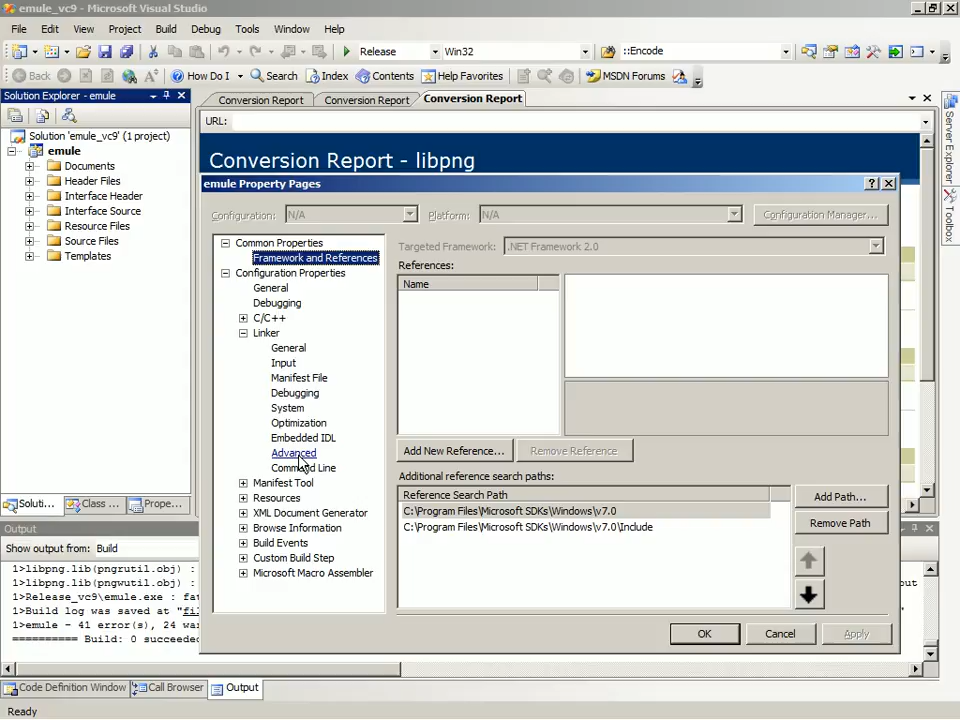 emule_vc9 - Microsoft Visual Studio
File Edit View Project Build Debug Tools Window Help
Release Win32 ::Encode
Back How Do I Search Index Contents Help Favorites MSDN Forums
Solution Explorer - emule
Conversion Report Conversion Report Conversion Report
URL:
Solution 'emule_vc9' (1 project)
emule
Documents
Header Files
Interface Header
Interface Source
Resource Files
Source Files
Templates
Conversion Report - libpng
emule Property Pages
Configuration: N/A Platform: N/A Configuration Manager...
Common Properties
Framework and References
Configuration Properties
General
Debugging
C/C++
Linker
General
Input
Manifest File
Debugging
System
Optimization
Embedded IDL
Advanced
Command Line
Manifest Tool
Resources
XML Document Generator
Browse Information
Build Events
Custom Build Step
Microsoft Macro Assembler
Targeted Framework: .NET Framework 2.0
References:
Name
Add New Reference... Remove Reference
Additional reference search paths:
Reference Search Path
C:\Program Files\Microsoft SDKs\Windows\v7.0
C:\Program Files\Microsoft SDKs\Windows\v7.0\Include
Add Path...
Remove Path
OK Cancel Apply
Server Explorer
Toolbox
Soluti... Class ... Prope...
Output
Show output from: Build
1>libpng.lib(pngrutil.obj) :
1>libpng.lib(pngwutil.obj) :
1>Release_vc9\emule.exe : fat
1>Build log was saved at "fil
1>emule - 41 error(s), 24 war
========== Build: 0 succeeded
Code Definition Window Call Browser Output
Ready